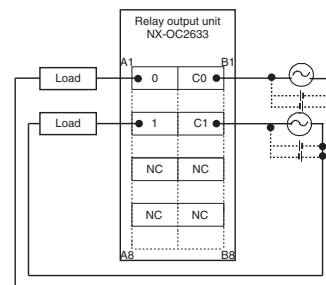 Relay output unit
NX-OC2633
A1 B1
Load 0 C0
Load 1 C1
NC NC
NC NC
A8 B8